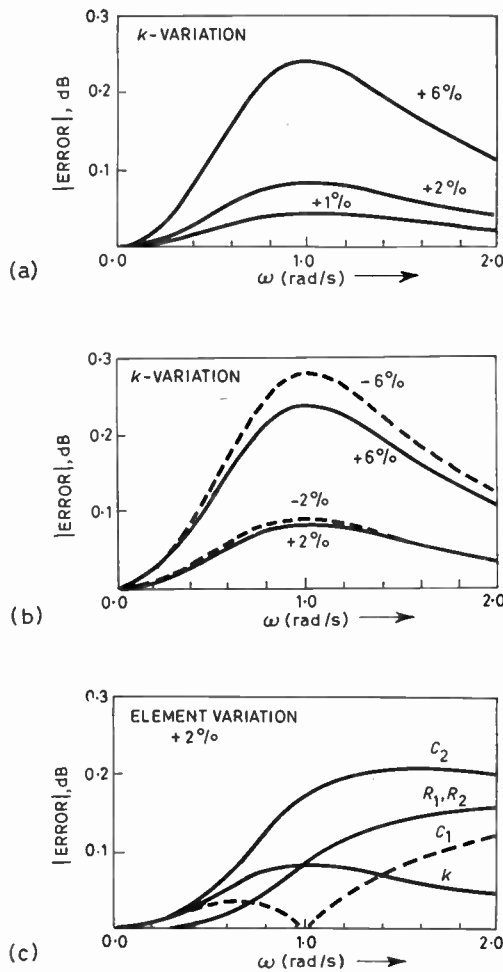 k-VARIATION
0·3
0·2
0·1
|ERROR|, dB
+6%
+2%
+1%
0·0
1·0
2·0
ω (rad/s)
(a)
k-VARIATION
0·3
0·2
0·1
|ERROR|, dB
-6%
+6%
-2%
+2%
0·0
1·0
2·0
ω (rad/s)
(b)
ELEMENT VARIATION
+2%
0·3
0·2
0·1
|ERROR|, dB
C2
R1, R2
C1
k
0·0
1·0
2·0
ω (rad/s)
(c)